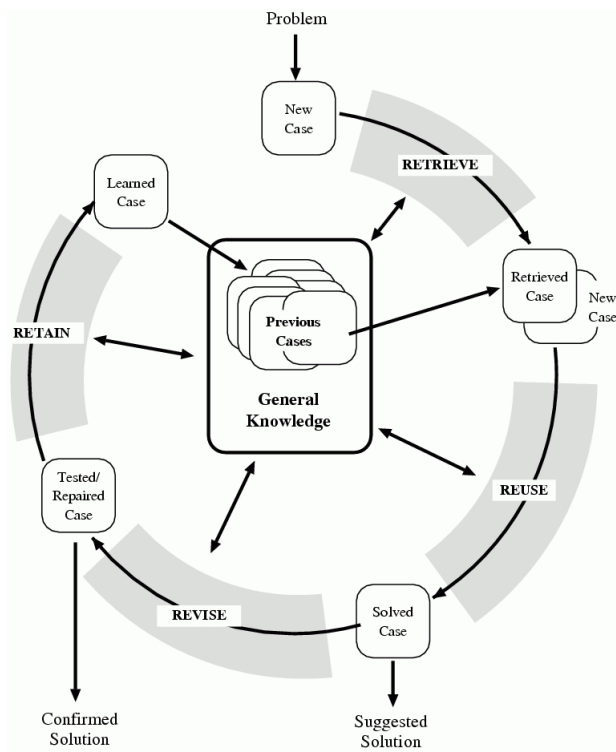 Problem
New
Case
RETRIEVE
Learned
Case
Retrieved
Case
New
Case
Previous
Cases
General
Knowledge
RETAIN
REUSE
Tested/
Repaired
Case
REVISE
Solved
Case
Confirmed
Solution
Suggested
Solution